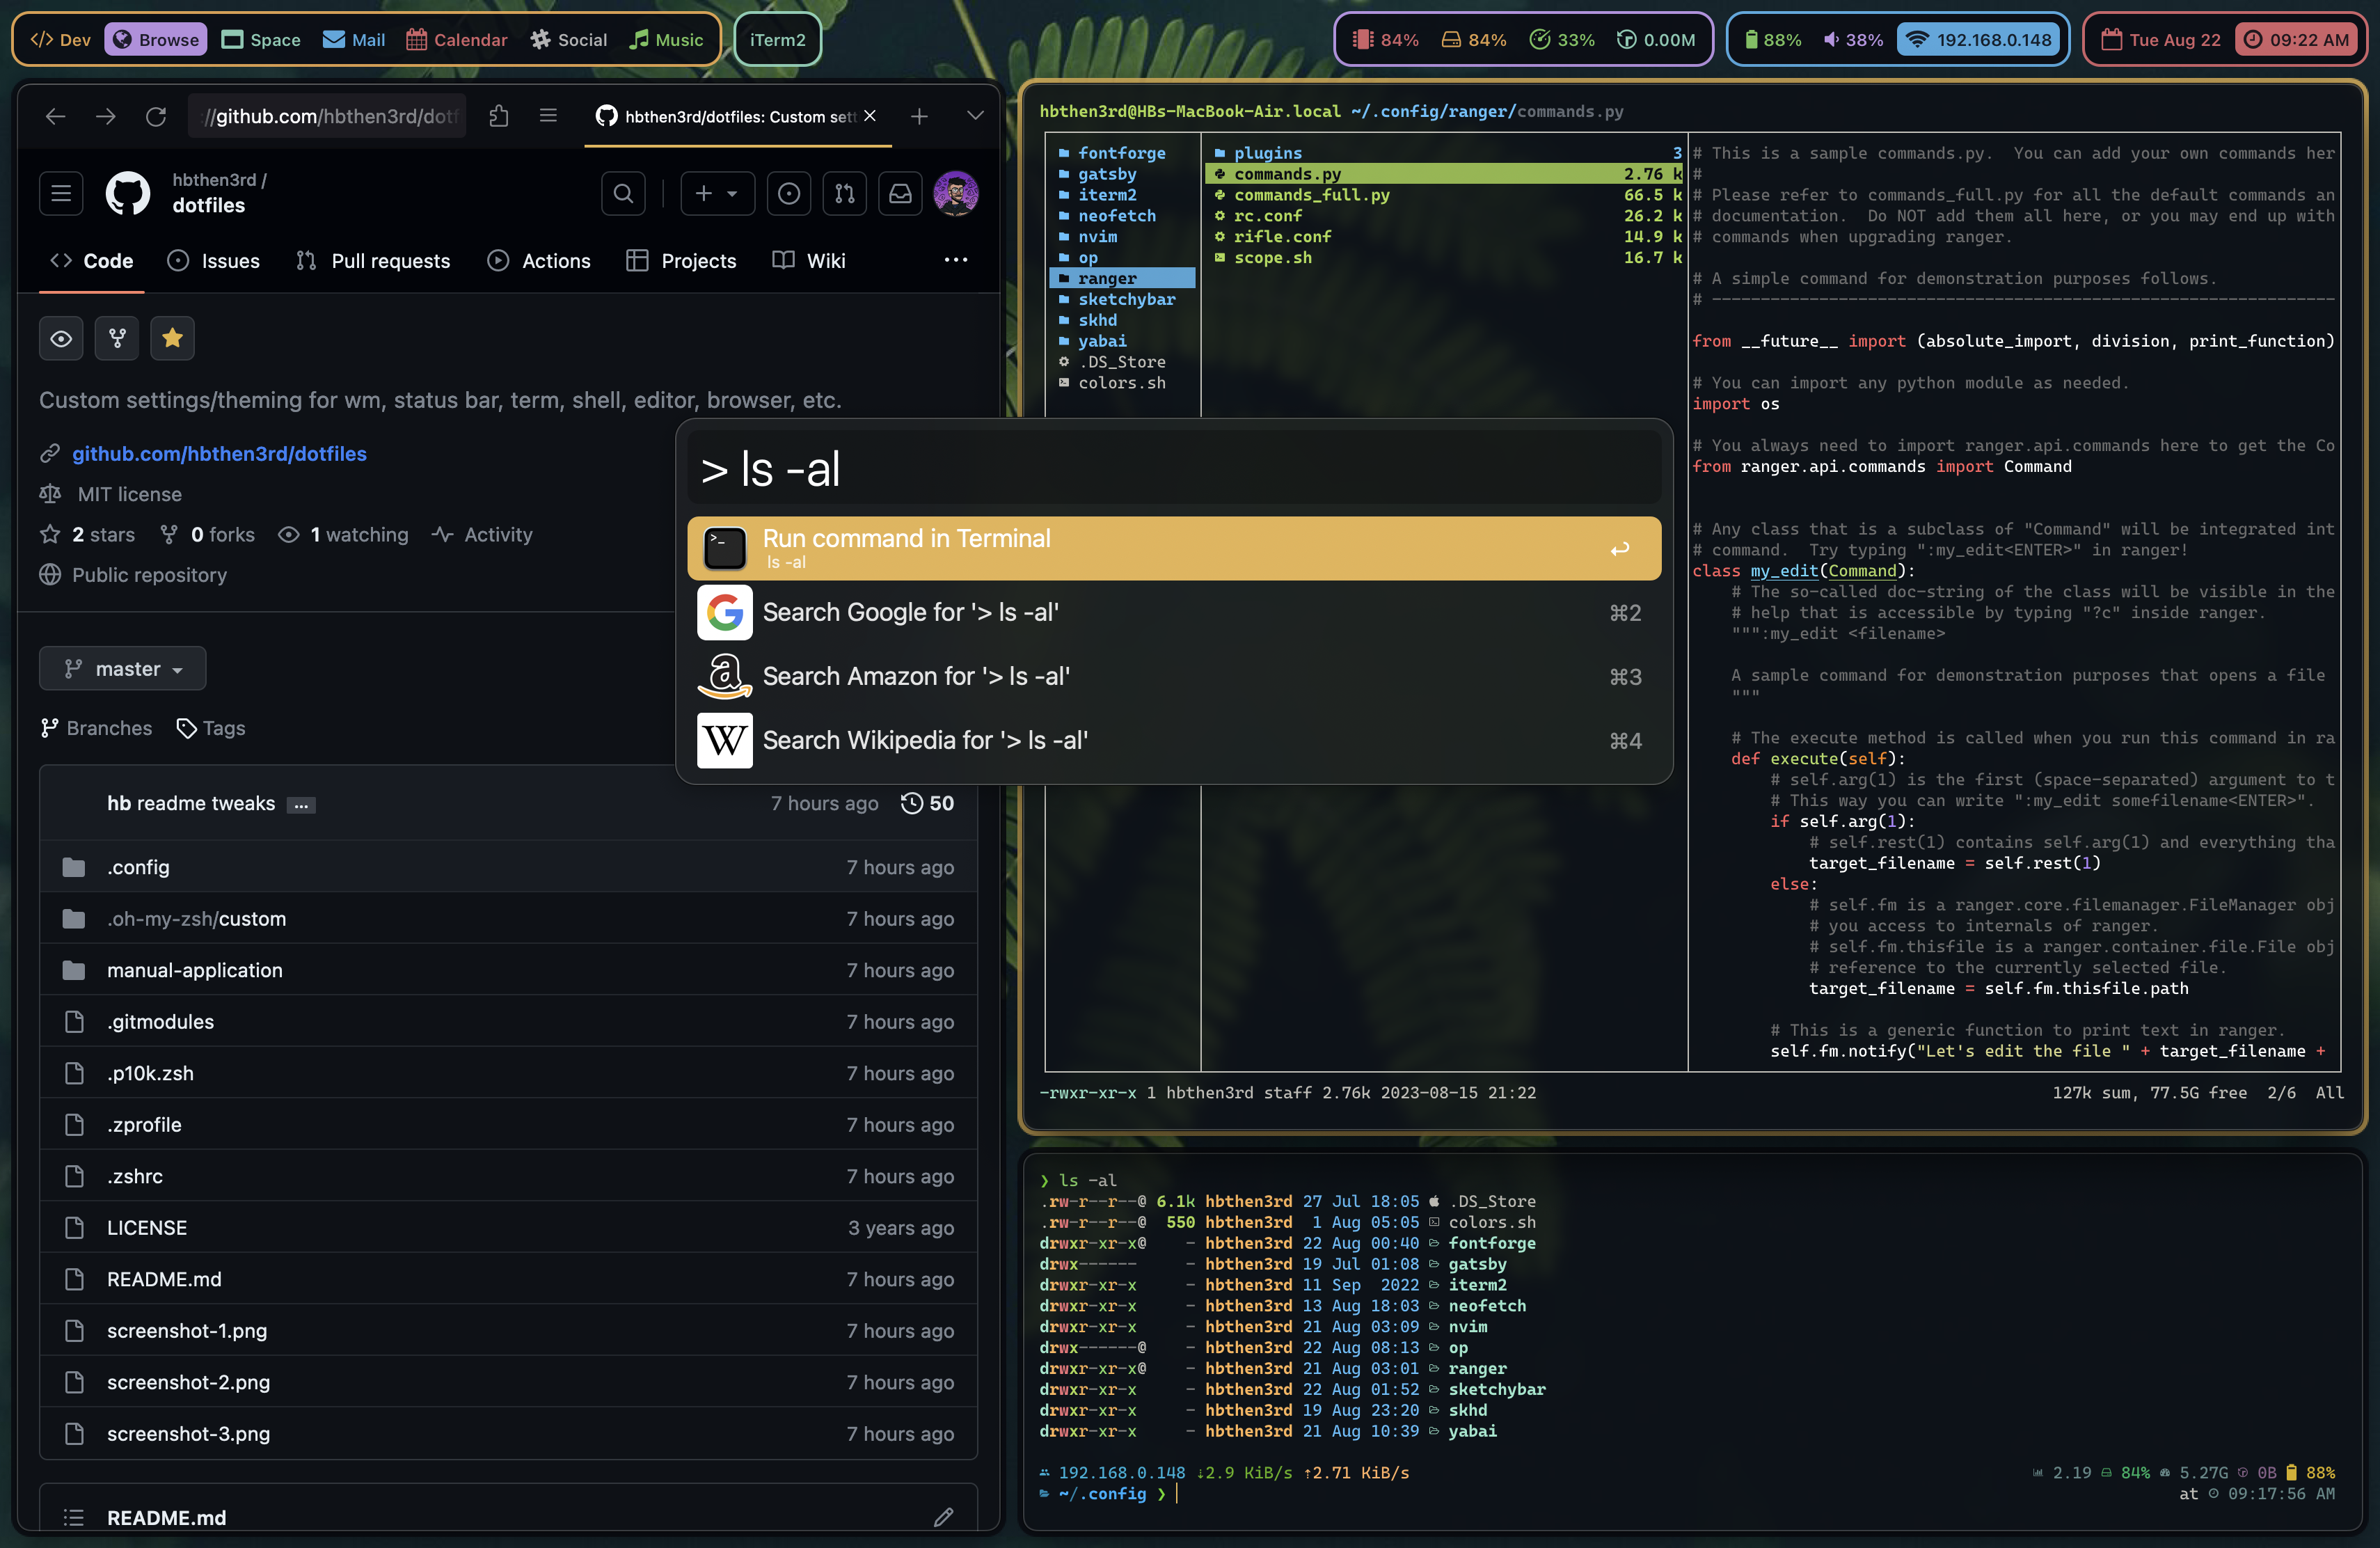 Dev Browse Space Mail Calendar Social Music iTerm2 84% 84% 33% 0.00M 88% 38% 192.168.0.148 Tue Aug 22 09:22 AM
://github.com/hbthen3rd/dotf hbthen3rd/dotfiles: Custom sett
hbthen3rd /
dotfiles
Code Issues Pull requests Actions Projects Wiki
Custom settings/theming for wm, status bar, term, shell, editor, browser, etc.
github.com/hbthen3rd/dotfiles
MIT license
2 stars 0 forks 1 watching Activity
Public repository
master
Branches Tags
hb readme tweaks ... 7 hours ago 50
.config 7 hours ago
.oh-my-zsh/custom 7 hours ago
manual-application 7 hours ago
.gitmodules 7 hours ago
.p10k.zsh 7 hours ago
.zprofile 7 hours ago
.zshrc 7 hours ago
LICENSE 3 years ago
README.md 7 hours ago
screenshot-1.png 7 hours ago
screenshot-2.png 7 hours ago
screenshot-3.png 7 hours ago
README.md
> ls -al
Run command in Terminal
ls -al
Search Google for '> ls -al' ⌘2
Search Amazon for '> ls -al' ⌘3
Search Wikipedia for '> ls -al' ⌘4
hbthen3rd@HBs-MacBook-Air.local ~/.config/ranger/commands.py
fontforge
gatsby
iterm2
neofetch
nvim
op
ranger
sketchybar
skhd
yabai
.DS_Store
colors.sh
plugins 3
commands.py 2.76 k
commands_full.py 66.5 k
rc.conf 26.2 k
rifle.conf 14.9 k
scope.sh 16.7 k
# This is a sample commands.py.  You can add your own commands her
#
# Please refer to commands_full.py for all the default commands an
# documentation.  Do NOT add them all here, or you may end up with
# commands when upgrading ranger.
# A simple command for demonstration purposes follows.
# ----------------------------------------------------------------
from __future__ import (absolute_import, division, print_function)
# You can import any python module as needed.
import os
# You always need to import ranger.api.commands here to get the Co
from ranger.api.commands import Command
# Any class that is a subclass of "Command" will be integrated int
# command.  Try typing ":my_edit<ENTER>" in ranger!
class my_edit(Command):
    # The so-called doc-string of the class will be visible in the
    # help that is accessible by typing "?c" inside ranger.
    """:my_edit <filename>
    A sample command for demonstration purposes that opens a file
    """
    # The execute method is called when you run this command in ra
    def execute(self):
        # self.arg(1) is the first (space-separated) argument to t
        # This way you can write ":my_edit somefilename<ENTER>".
        if self.arg(1):
            # self.rest(1) contains self.arg(1) and everything tha
            target_filename = self.rest(1)
        else:
            # self.fm is a ranger.core.filemanager.FileManager obj
            # you access to internals of ranger.
            # self.fm.thisfile is a ranger.container.file.File obj
            # reference to the currently selected file.
            target_filename = self.fm.thisfile.path
        # This is a generic function to print text in ranger.
        self.fm.notify("Let's edit the file " + target_filename +
-rwxr-xr-x 1 hbthen3rd staff 2.76k 2023-08-15 21:22 127k sum, 77.5G free 2/6 All
❯ ls -al
.rw-r--r--@ 6.1k hbthen3rd 27 Jul 18:05 .DS_Store
.rw-r--r--@ 550 hbthen3rd 1 Aug 05:05 colors.sh
drwxr-xr-x@ - hbthen3rd 22 Aug 00:40 fontforge
drwx------ - hbthen3rd 19 Jul 01:08 gatsby
drwxr-xr-x - hbthen3rd 11 Sep 2022 iterm2
drwxr-xr-x - hbthen3rd 13 Aug 18:03 neofetch
drwxr-xr-x - hbthen3rd 21 Aug 03:09 nvim
drwx------@ - hbthen3rd 22 Aug 08:13 op
drwxr-xr-x@ - hbthen3rd 21 Aug 03:01 ranger
drwxr-xr-x - hbthen3rd 22 Aug 01:52 sketchybar
drwxr-xr-x - hbthen3rd 19 Aug 23:20 skhd
drwxr-xr-x - hbthen3rd 21 Aug 10:39 yabai
192.168.0.148 ↓2.9 KiB/s ↑2.71 KiB/s 2.19 84% 5.27G 0B 88%
~/.config ❯ at 09:17:56 AM